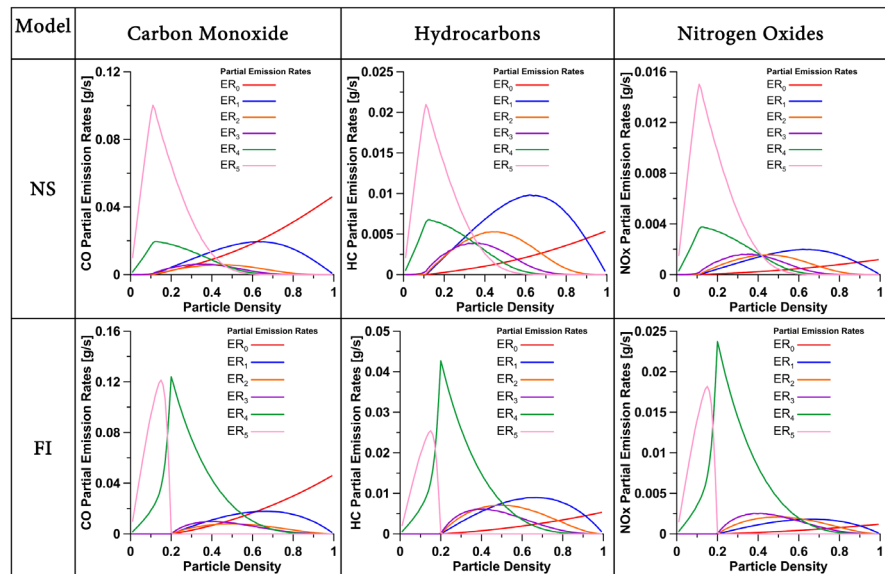 Model
Carbon Monoxide
Hydrocarbons
Nitrogen Oxides
NS
CO Partial Emission Rates [g/s]
0.12
0.08
0.04
0
Partial Emission Rates
ER0
ER1
ER2
ER3
ER4
ER5
0 0.2 0.4 0.6 0.8 1
Particle Density
HC Partial Emission Rates [g/s]
0.025
0.02
0.015
0.01
0.005
0
Partial Emission Rates
ER0
ER1
ER2
ER3
ER4
ER5
0 0.2 0.4 0.6 0.8 1
Particle Density
NOx Partial Emission Rates [g/s]
0.016
0.012
0.008
0.004
0
Partial Emission Rates
ER0
ER1
ER2
ER3
ER4
ER5
0 0.2 0.4 0.6 0.8 1
Particle Density
FI
CO Partial Emission Rates [g/s]
0.16
0.12
0.08
0.04
0
Partial Emission Rates
ER0
ER1
ER2
ER3
ER4
ER5
0 0.2 0.4 0.6 0.8 1
Particle Density
HC Partial Emission Rates [g/s]
0.05
0.04
0.03
0.02
0.01
0
Partial Emission Rates
ER0
ER1
ER2
ER3
ER4
ER5
0 0.2 0.4 0.6 0.8 1
Particle Density
NOx Partial Emission Rates [g/s]
0.025
0.02
0.015
0.01
0.005
0
Partial Emission Rates
ER0
ER1
ER2
ER3
ER4
ER5
0 0.2 0.4 0.6 0.8 1
Particle Density